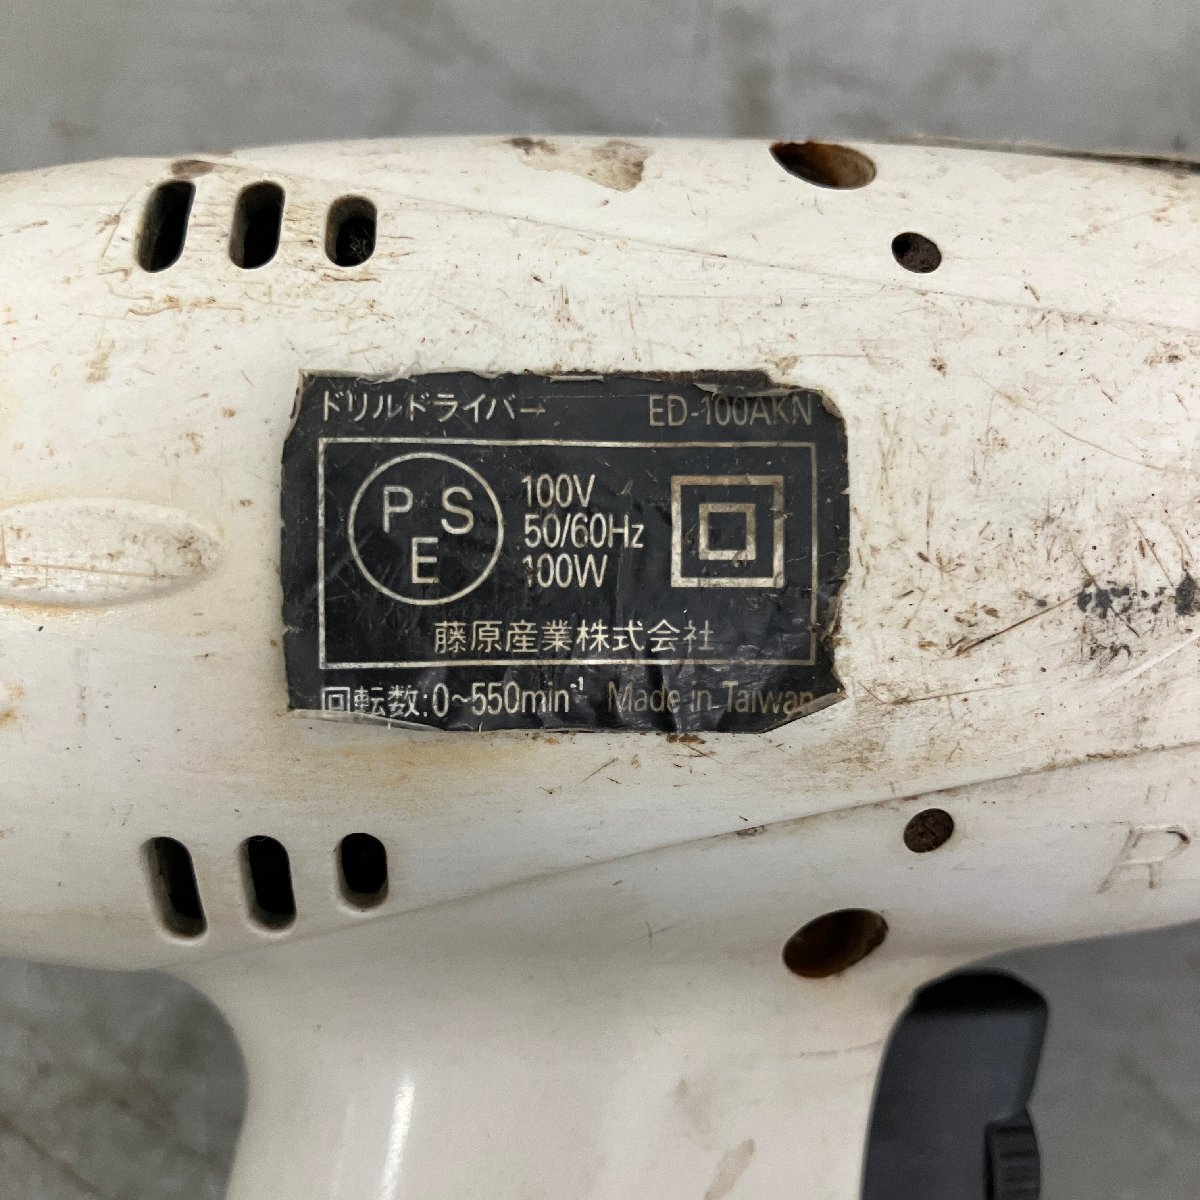 ドリルドライバー ED-100AKN
P S E
100V
50/60Hz
100W
藤原産業株式会社
回転数:0~550min⁻¹ Made in Taiwan
R